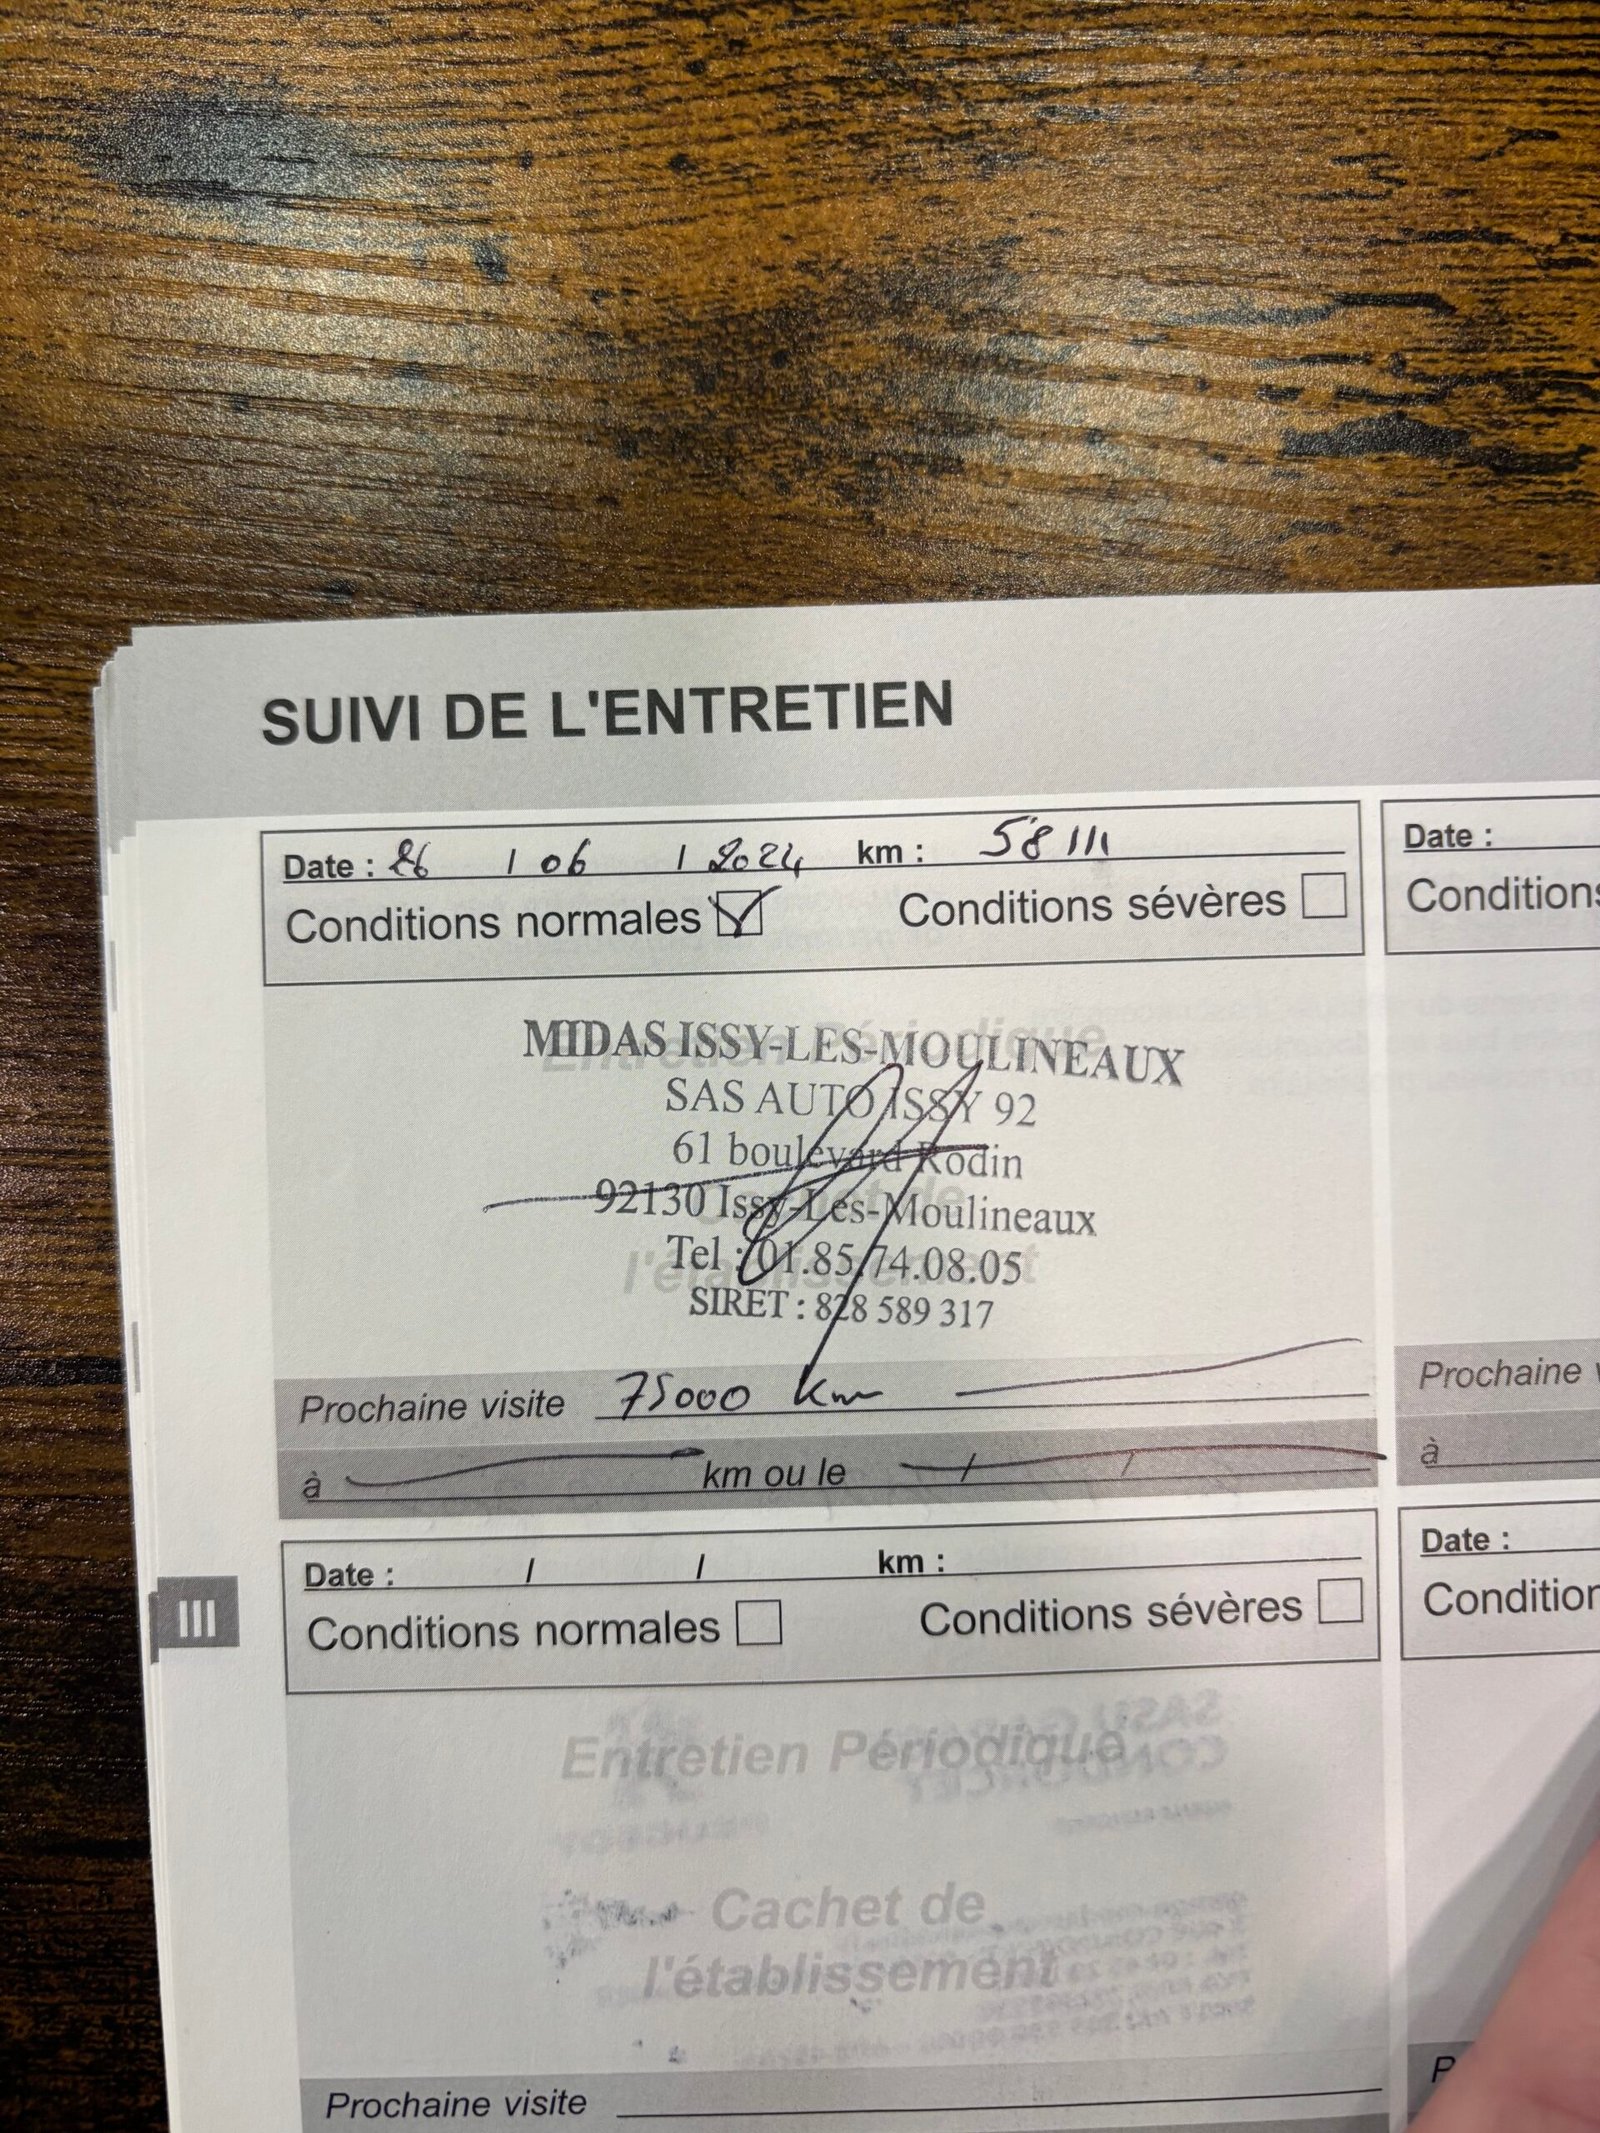 SUIVI DE L'ENTRETIEN
Date : 26 / 06 / 2024 km : 58111
Conditions normales Conditions sévères
MIDAS ISSY-LES-MOULINEAUX
SAS AUTO ISSY 92
61 boulevard Rodin
92130 Issy-Les-Moulineaux
Tel : 01.85.74.08.05
SIRET : 828 589 317
Entretien Périodique
l'établissement
Prochaine visite 75000 km
à km ou le / /
Date : / / km :
Conditions normales Conditions sévères
III
Entretien Périodique
Cachet de
l'établissement
Prochaine visite
Date :
Conditions
Prochaine
à
Date :
Condition
P